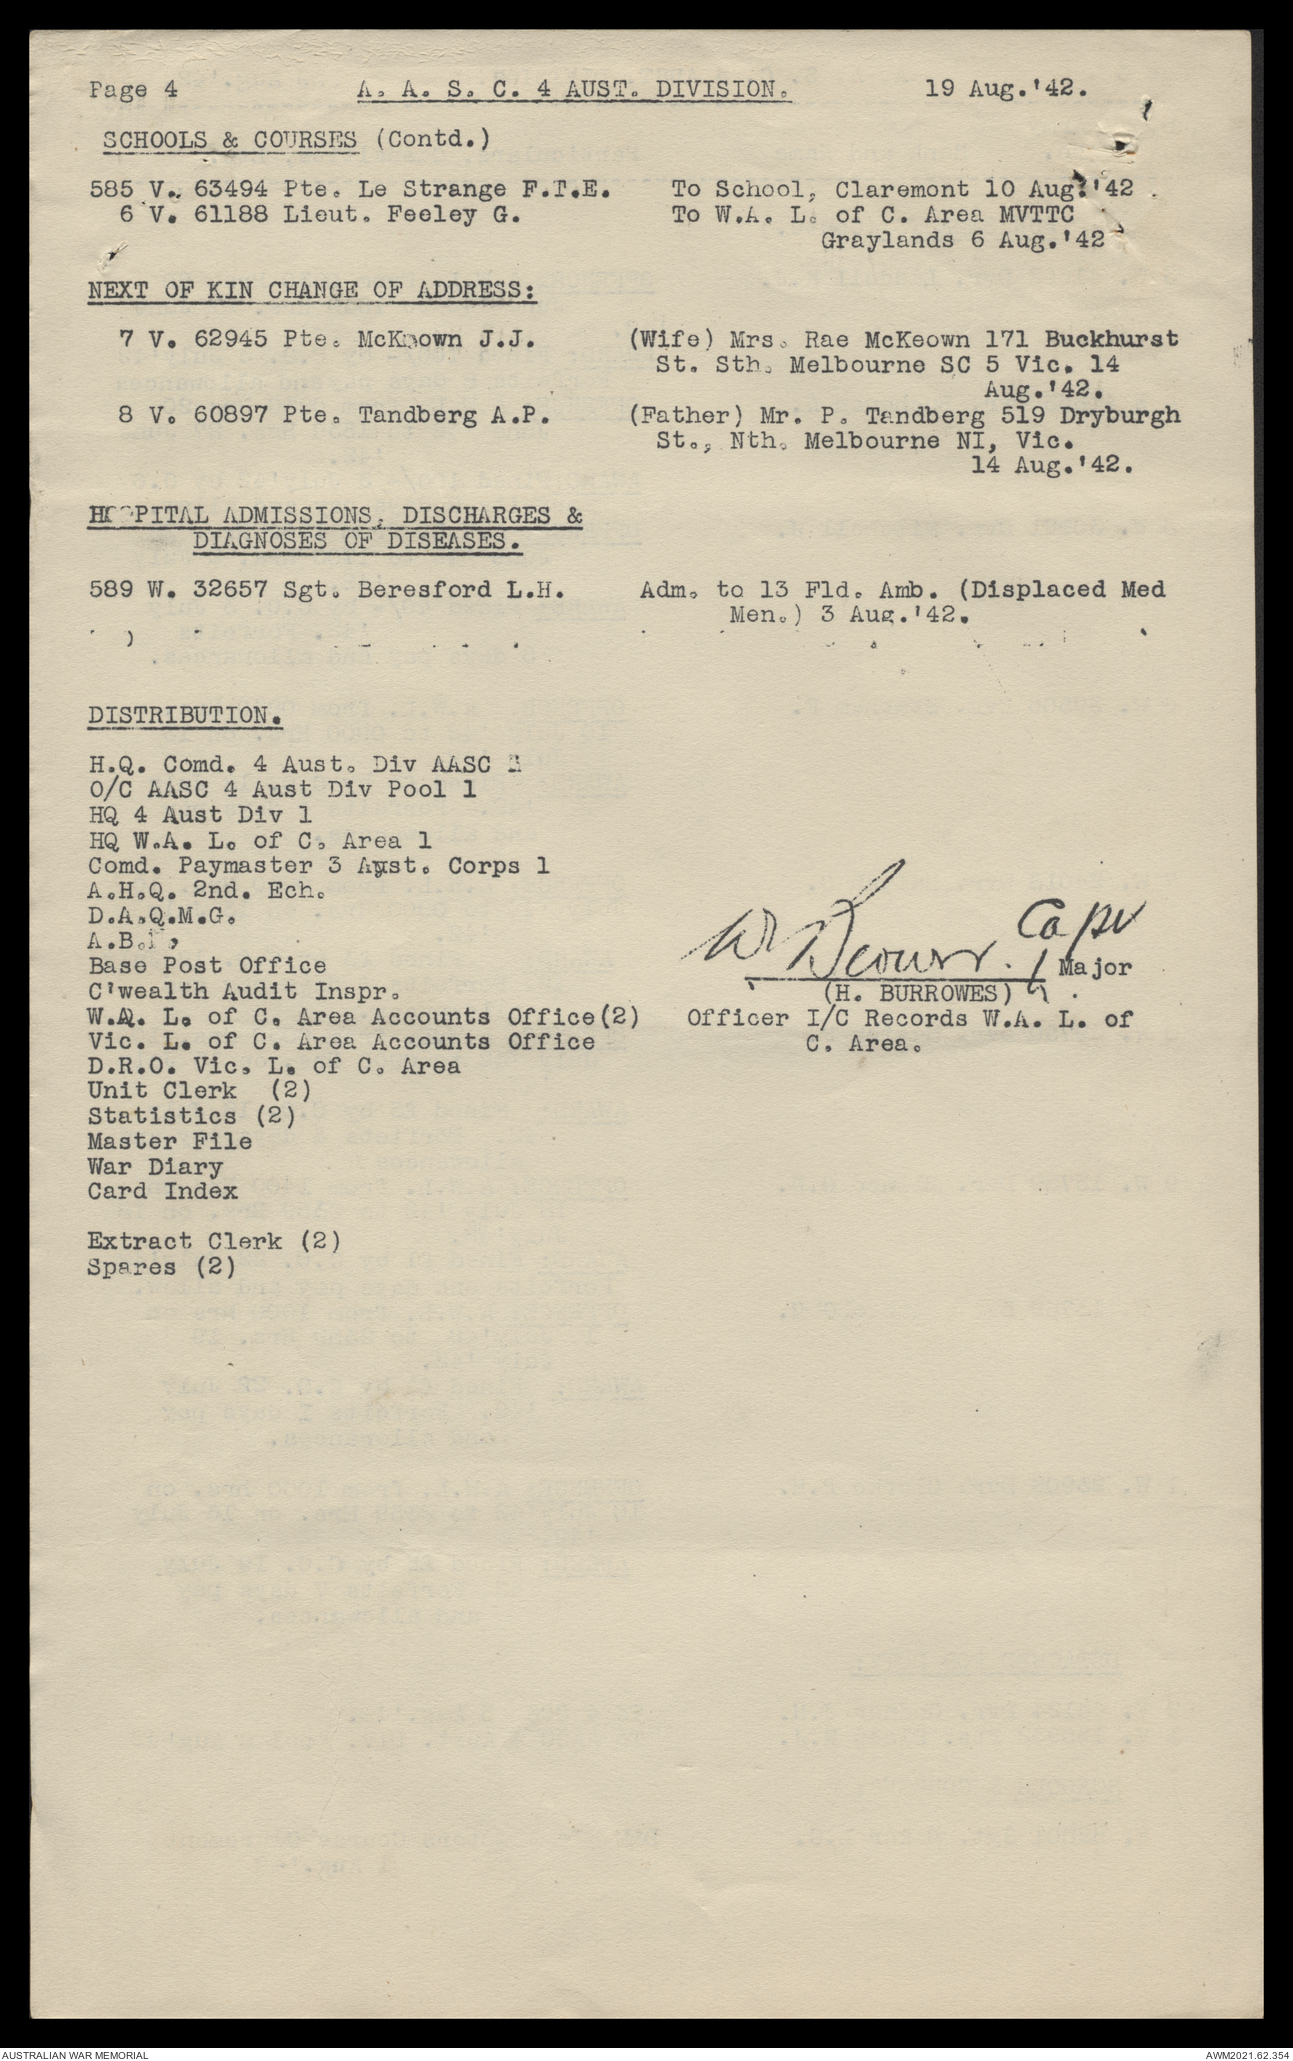 Page 4 A. A. S. C. 4 AUST. DIVISION. 19 Aug.'42.
SCHOOLS & COURSES (Contd.)
585 V. 63494 Pte. Le Strange F.T.E. To School, Claremont 10 Aug.'42.
6 V. 61188 Lieut. Feeley G. To W.A. L. of C. Area MVTTC
Graylands 6 Aug.'42
NEXT OF KIN CHANGE OF ADDRESS:
7 V. 62945 Pte. McKeown J.J. (Wife) Mrs. Rae McKeown 171 Buckhurst
St. Sth. Melbourne SC 5 Vic. 14
Aug.'42.
8 V. 60897 Pte. Tandberg A.P. (Father) Mr. P. Tandberg 519 Dryburgh
St., Nth. Melbourne NI, Vic.
14 Aug.'42.
HOSPITAL ADMISSIONS, DISCHARGES &
DIAGNOSES OF DISEASES.
589 W. 32657 Sgt. Beresford L.H. Adm. to 13 Fld. Amb. (Displaced Med
Men.) 3 Aug.'42.
DISTRIBUTION.
H.Q. Comd. 4 Aust. Div AASC
O/C AASC 4 Aust Div Pool 1
HQ 4 Aust Div 1
HQ W.A. L. of C. Area 1
Comd. Paymaster 3 Aust. Corps 1
A.H.Q. 2nd. Ech.
D.A.Q.M.G.
Base Post Office
C'wealth Audit Inspr.
W.A. L. of C. Area Accounts Office(2)
Vic. L. of C. Area Accounts Office
D.R.O. Vic. L. of C. Area
Unit Clerk (2)
Statistics (2)
Master File
War Diary
Card Index
Extract Clerk (2)
Spares (2)
Capt
Major
(H. BURROWES)
Officer I/C Records W.A. L. of
C. Area.
AUSTRALIAN WAR MEMORIAL AWM2021.62.354